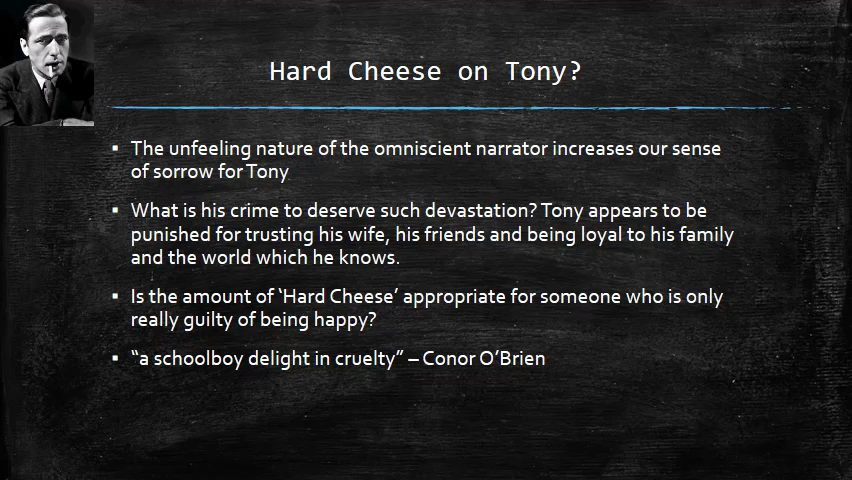 Hard Cheese on Tony?
▪ The unfeeling nature of the omniscient narrator increases our sense
of sorrow for Tony
▪ What is his crime to deserve such devastation? Tony appears to be
punished for trusting his wife, his friends and being loyal to his family
and the world which he knows.
▪ Is the amount of ‘Hard Cheese’ appropriate for someone who is only
really guilty of being happy?
▪ “a schoolboy delight in cruelty” – Conor O’Brien